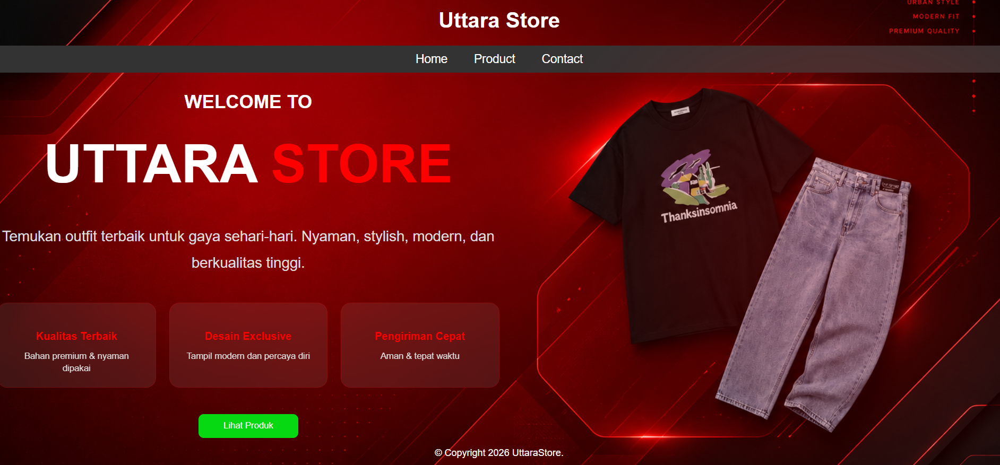 Uttara Store
URBAN STYLE
MODERN FIT
PREMIUM QUALITY
Home Product Contact
WELCOME TO
UTTARA STORE
Temukan outfit terbaik untuk gaya sehari-hari. Nyaman, stylish, modern, dan
berkualitas tinggi.
Thanksinsomnia
Kualitas Terbaik
Bahan premium & nyaman
dipakai
Desain Exclusive
Tampil modern dan percaya diri
Pengiriman Cepat
Aman & tepat waktu
Lihat Produk
© Copyright 2026 UttaraStore.